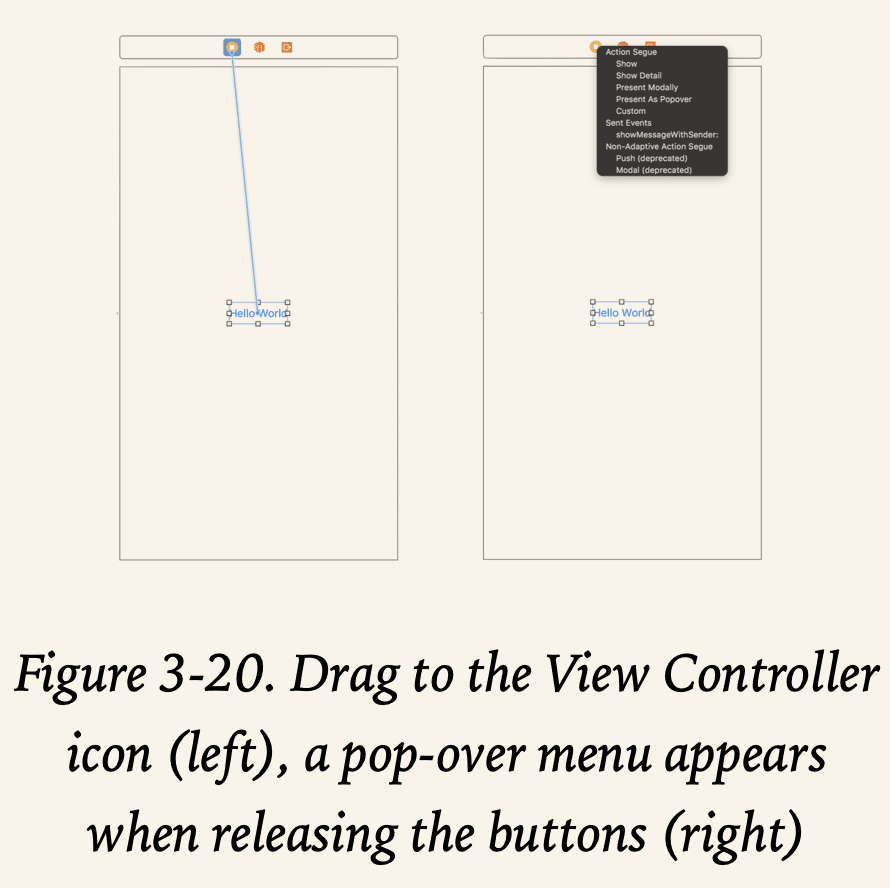 Hello World
Action Segue
Show
Show Detail
Present Modally
Present As Popover
Custom
Sent Events
showMessageWithSender:
Non-Adaptive Action Segue
Push (deprecated)
Modal (deprecated)
Hello World
Figure 3-20. Drag to the View Controller
icon (left), a pop-over menu appears
when releasing the buttons (right)